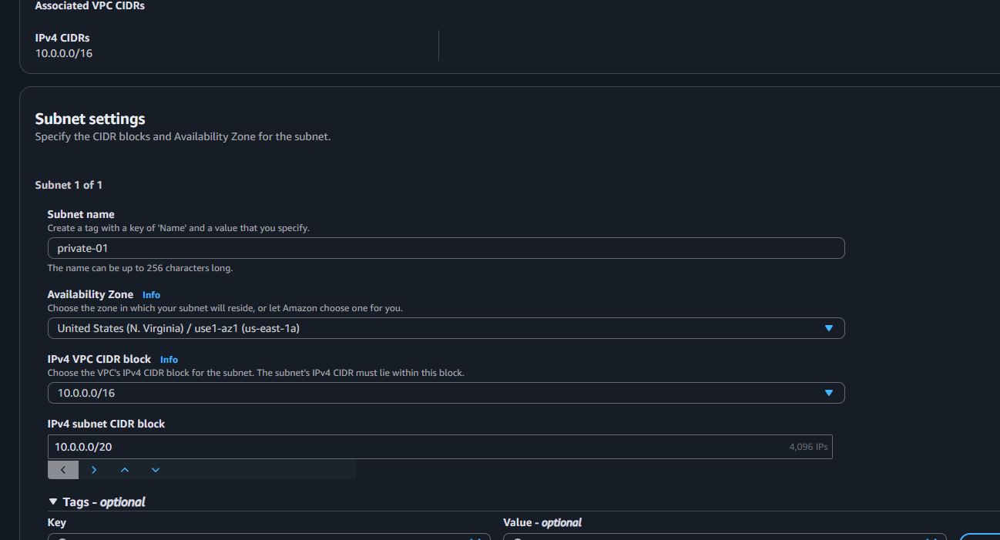 Associated VPC CIDRs
IPv4 CIDRs
10.0.0.0/16
Subnet settings
Specify the CIDR blocks and Availability Zone for the subnet.
Subnet 1 of 1
Subnet name
Create a tag with a key of 'Name' and a value that you specify.
private-01
The name can be up to 256 characters long.
Availability Zone Info
Choose the zone in which your subnet will reside, or let Amazon choose one for you.
United States (N. Virginia) / use1-az1 (us-east-1a)
IPv4 VPC CIDR block Info
Choose the VPC's IPv4 CIDR block for the subnet. The subnet's IPv4 CIDR must lie within this block.
10.0.0.0/16
IPv4 subnet CIDR block
10.0.0.0/20 4,096 IPs
Tags - optional
Key Value - optional